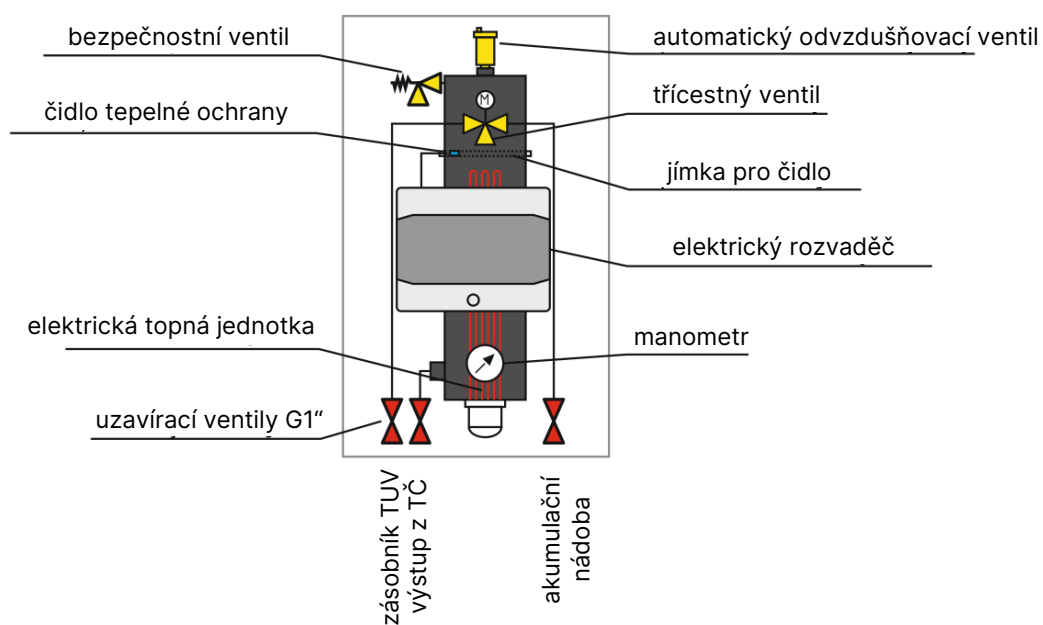 bezpečnostní ventil
automatický odvzdušňovací ventil
čidlo tepelné ochrany
třícestný ventil
M
jímka pro čidlo
elektrický rozvaděč
elektrická topná jednotka
manometr
uzavírací ventily G1“
zásobník TUV
výstup z TČ
akumulační
nádoba